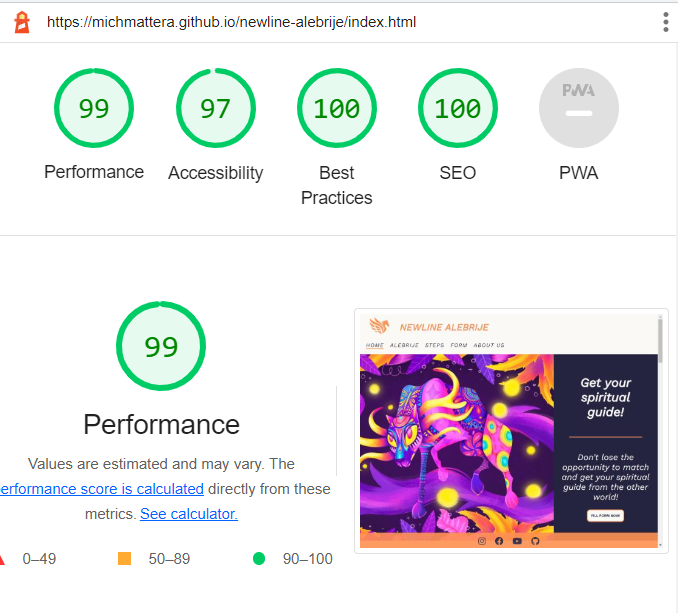 https://michmattera.github.io/newline-alebrije/index.html
99
97
100
100
PWA
Performance
Accessibility
Best
Practices
SEO
PWA
99
Performance
Values are estimated and may vary. The
performance score is calculated directly from these
metrics. See calculator.
0–49
50–89
90–100
NEWLINE ALEBRIJE
HOME ALEBRIJE STEPS FORM ABOUT US
Get your
spiritual
guide!
Don't lose the
opportunity to match
and get your spiritual
guide from the other
world!
FILL FORM NOW!